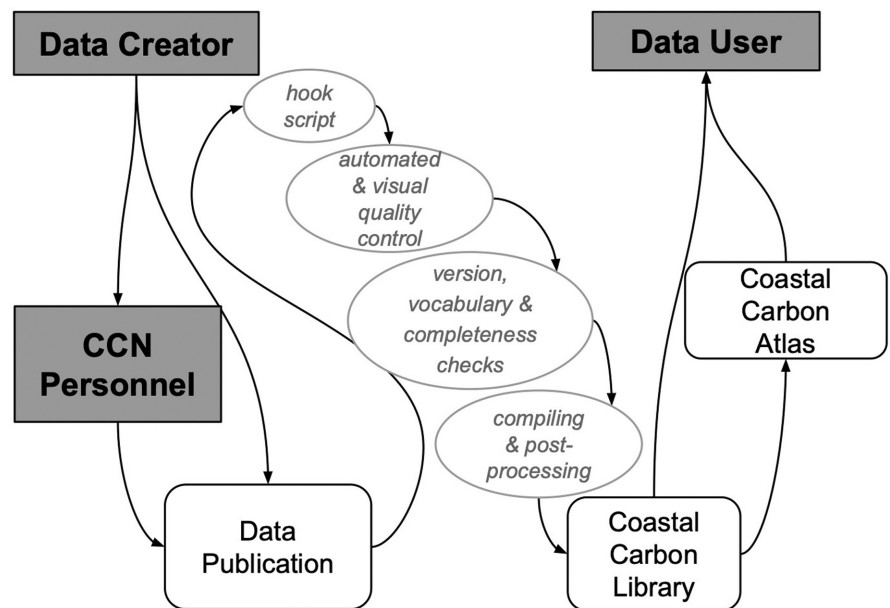 Data Creator
Data User
hook
script
automated
& visual
quality
control
version,
vocabulary &
completeness
checks
Coastal
Carbon
Atlas
CCN
Personnel
compiling
& post-
processing
Data
Publication
Coastal
Carbon
Library